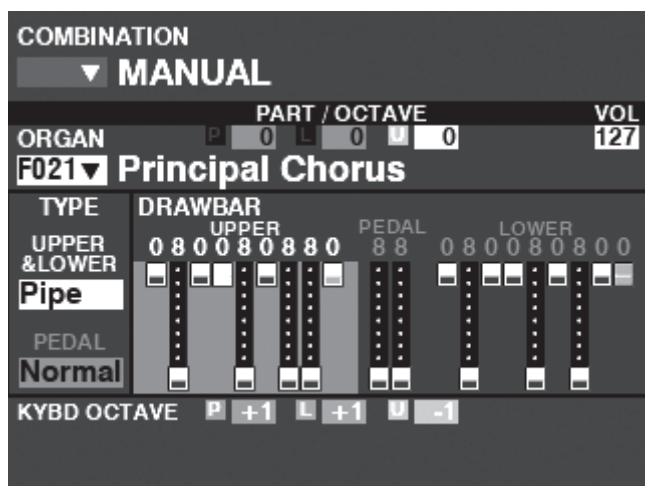 COMBINATION
▼ MANUAL
PART / OCTAVE VOL
ORGAN P 0 L 0 U 0 127
F021▼ Principal Chorus
TYPE DRAWBAR
UPPER PEDAL LOWER
UPPER 0 8 0 0 8 0 8 8 0 8 8 0 8 0 0 8 0 8 0 0
&LOWER
Pipe
PEDAL
Normal
KYBD OCTAVE P +1 L +1 U -1